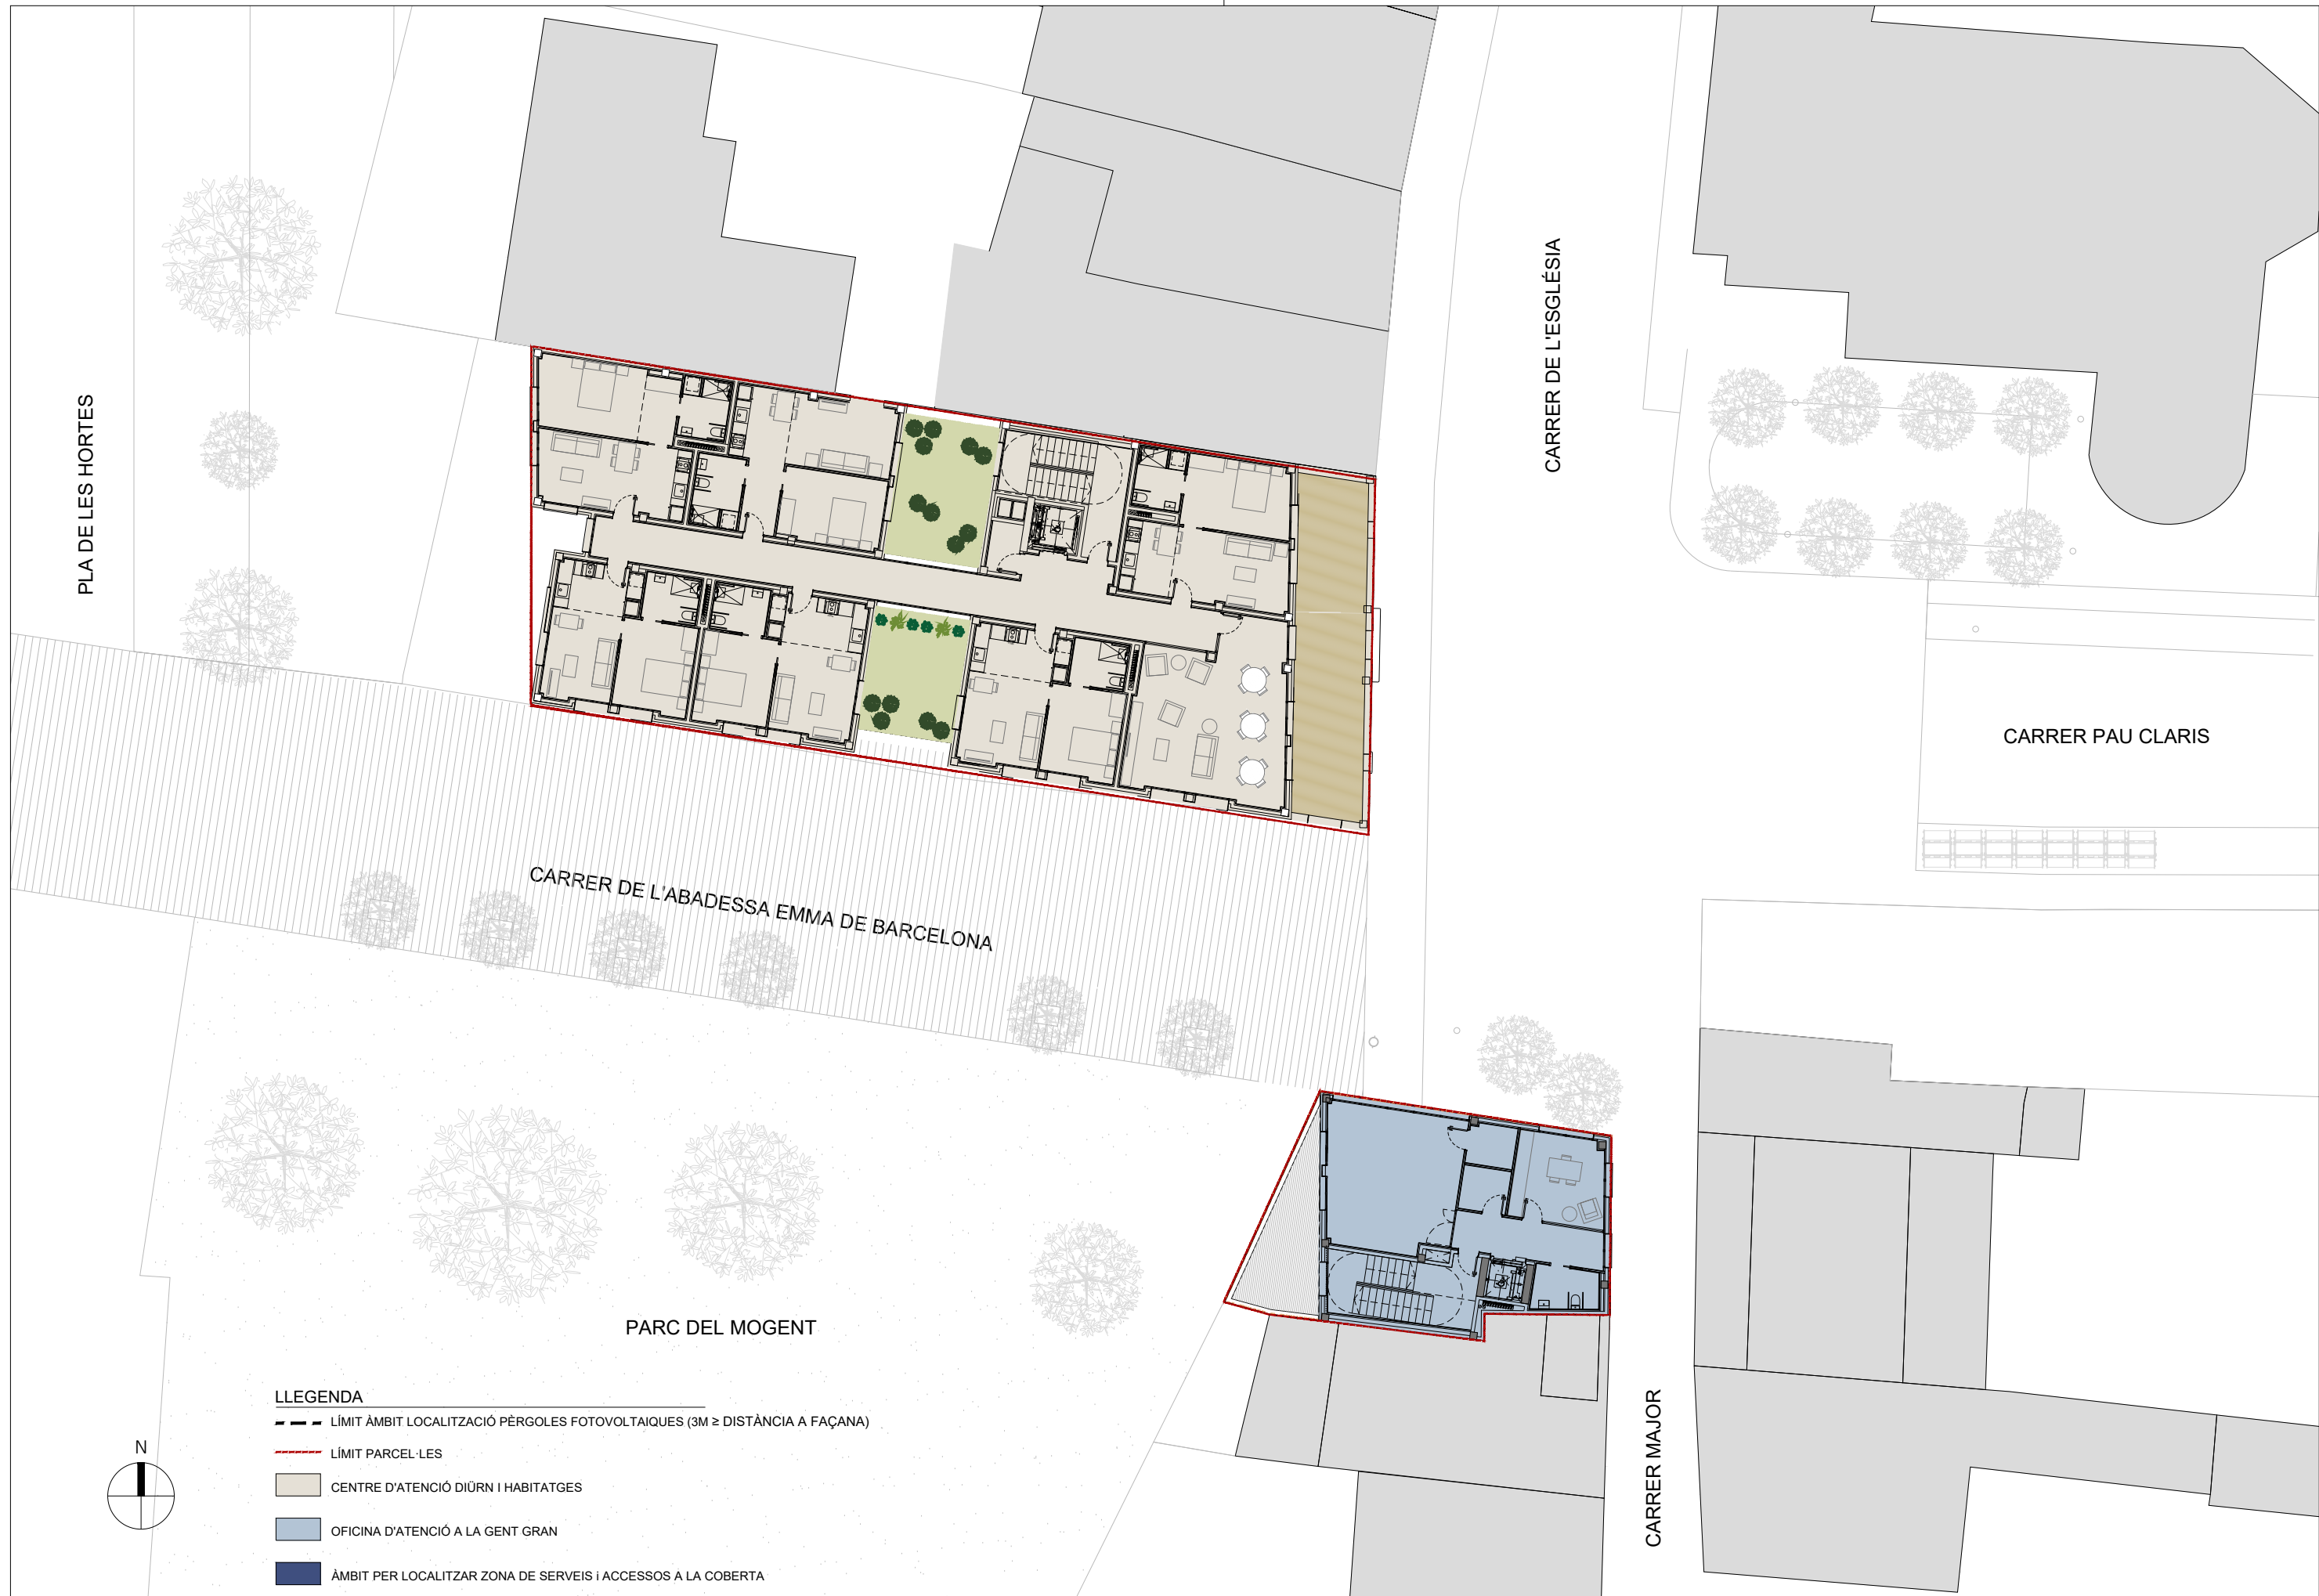 CARRER DE L'ESGLÉSIA
PLA DE LES HORTES
CARRER PAU CLARIS
CARRER DE L'ABADESSA EMMA DE BARCELONA
PARC DEL MOGENT
CARRER MAJOR
LLEGENDA
LÍMIT ÀMBIT LOCALITZACIÓ PÈRGOLES FOTOVOLTAIQUES (3M ≥ DISTÀNCIA A FAÇANA)
LÍMIT PARCEL·LES
CENTRE D'ATENCIÓ DIÜRN I HABITATGES
OFICINA D'ATENCIÓ A LA GENT GRAN
ÀMBIT PER LOCALITZAR ZONA DE SERVEIS i ACCESSOS A LA COBERTA
N